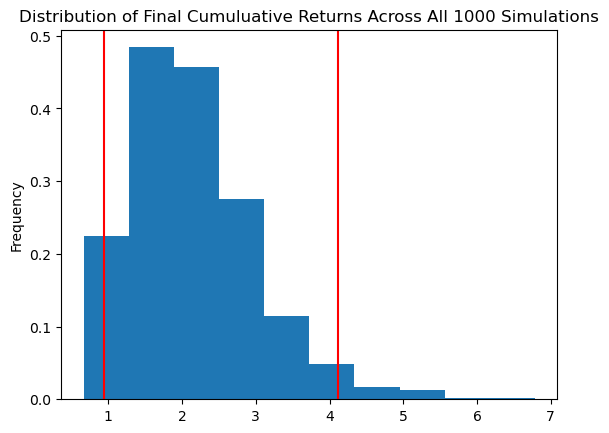 Distribution of Final Cumuluative Returns Across All 1000 Simulations
0.5
0.4
0.3
0.2
0.1
0.0
Frequency
1 2 3 4 5 6 7